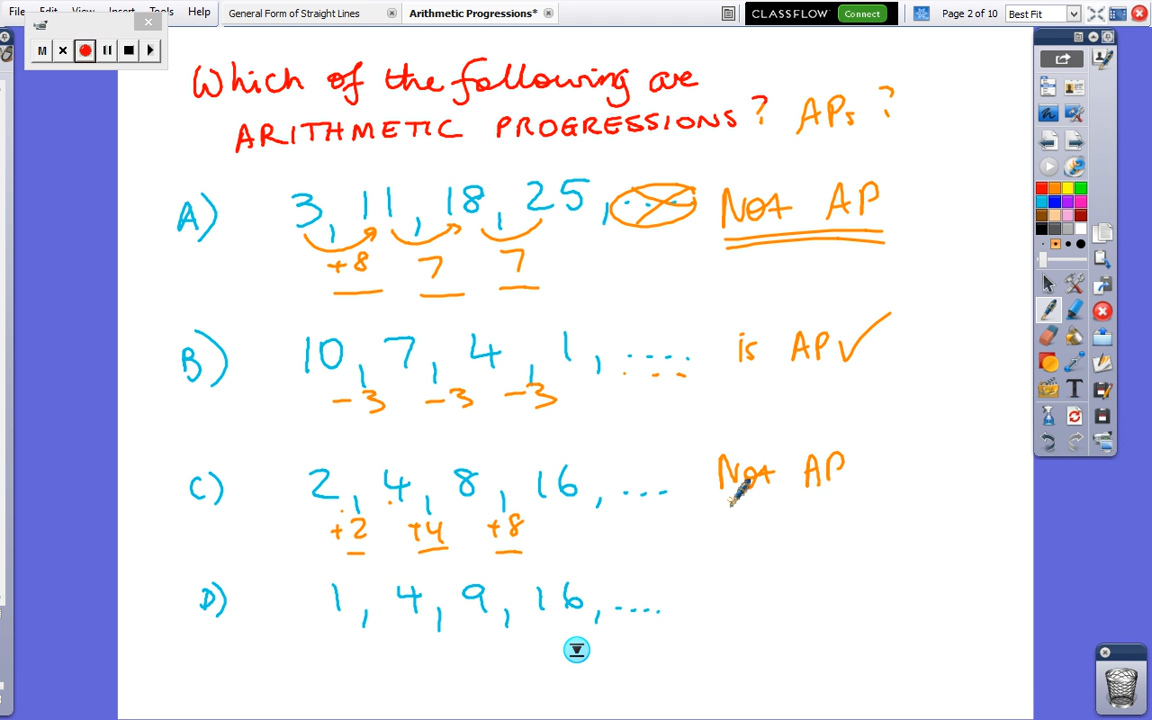 File Edit View Insert Tools Help
General Form of Straight Lines
Arithmetic Progressions*
CLASSFLOW Connect
Page 2 of 10
Best Fit
M
Which of the following are
ARITHMETIC PROGRESSIONS? APs ?
A) 3, 11, 18, 25, .... Not AP
+8 7 7
B) 10, 7, 4, 1, .... is AP✓
-3 -3 -3
C) 2, 4, 8, 16, ... Not AP
+2 +4 +8
D) 1, 4, 9, 16, ....
T